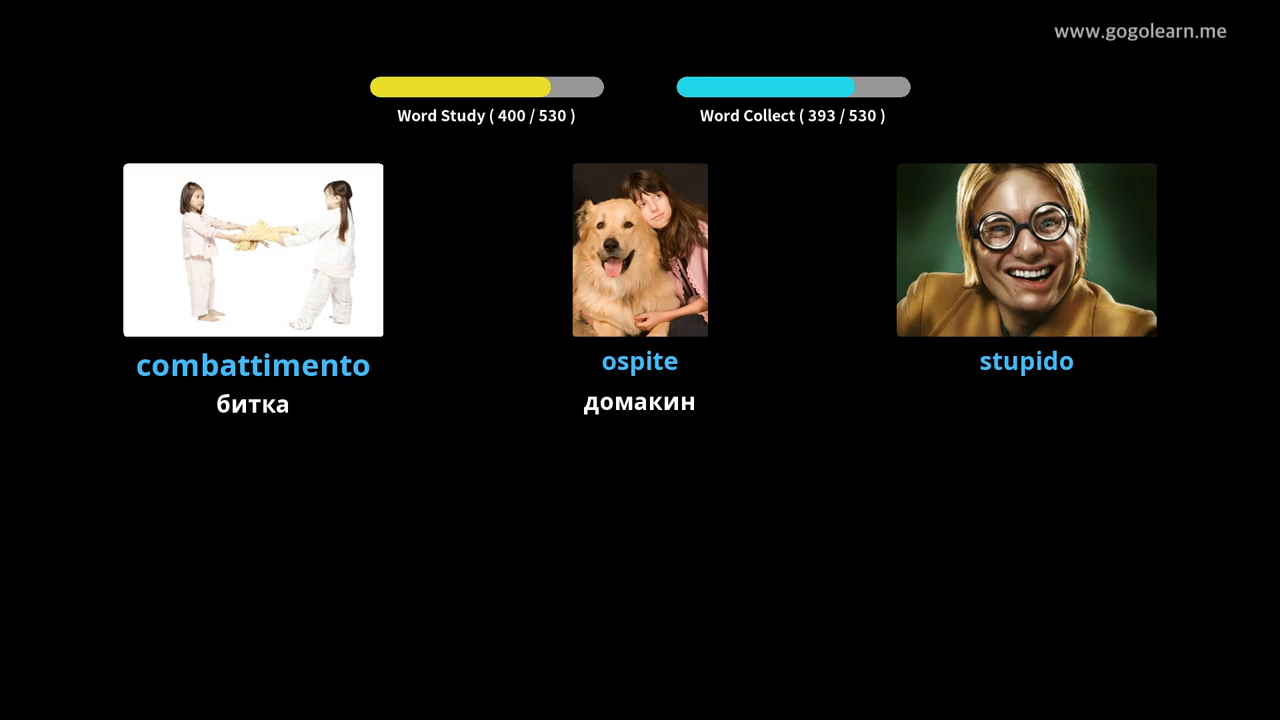 www.gogolearn.me
Word Study ( 400 / 530 )
Word Collect ( 393 / 530 )
combattimento
битка
ospite
домакин
stupido